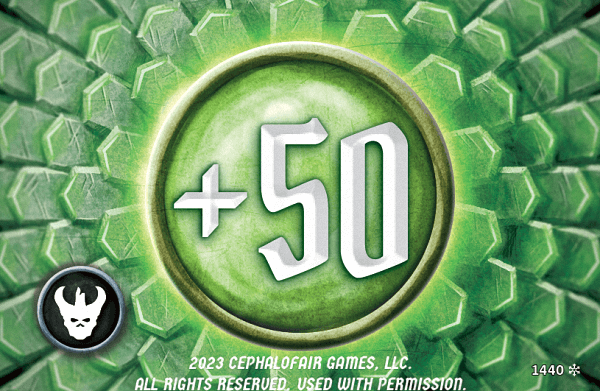 +50
2023 CEPHALOFAIR GAMES, LLC.
ALL RIGHTS RESERVED. USED WITH PERMISSION.
1440 ✻